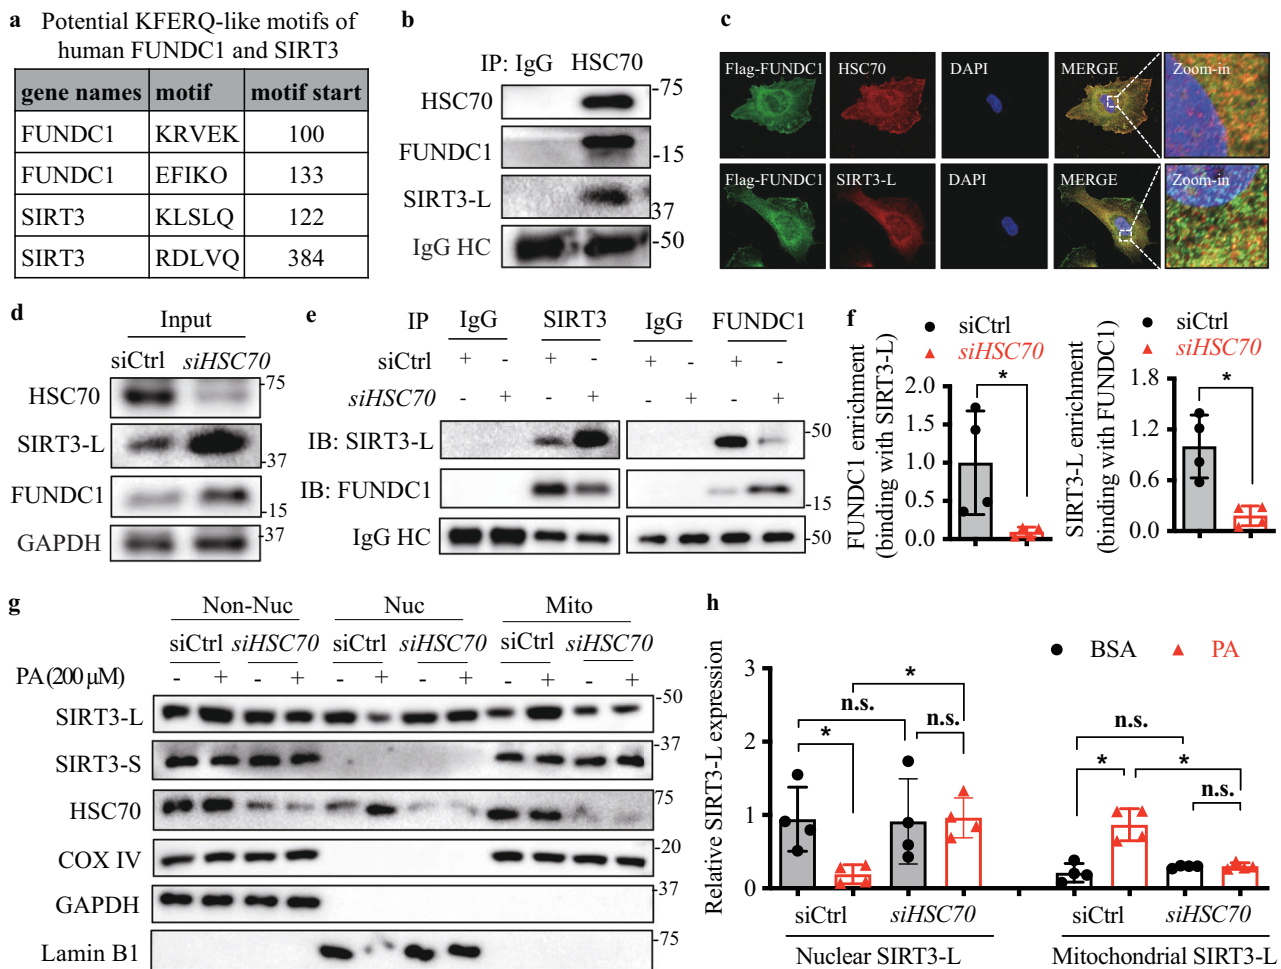 a Potential KFERQ-like motifs of
human FUNDC1 and SIRT3
gene names motif motif start
FUNDC1 KRVEK 100
FUNDC1 EFIKO 133
SIRT3 KLSLQ 122
SIRT3 RDLVQ 384
b
IP: IgG HSC70
HSC70 -75
FUNDC1 -15
SIRT3-L 37
IgG HC -50
c
Flag-FUNDC1 HSC70 DAPI MERGE Zoom-in
Flag-FUNDC1 SIRT3-L DAPI MERGE Zoom-in
d
Input
siCtrl siHSC70
HSC70 -75
SIRT3-L -37
FUNDC1 -15
GAPDH -37
e
IP IgG SIRT3 IgG FUNDC1
siCtrl + - + - + - + -
siHSC70 - + - + - + - +
IB: SIRT3-L -50
IB: FUNDC1 -15
IgG HC -50
f
siCtrl
siHSC70
FUNDC1 enrichment
(binding with SIRT3-L)
2.0
1.5
1.0
0.5
0.0
*
siCtrl
siHSC70
SIRT3-L enrichment
(binding with FUNDC1)
1.8
1.2
0.6
0.0
*
g
Non-Nuc Nuc Mito
siCtrl siHSC70 siCtrl siHSC70 siCtrl siHSC70
PA (200 μM) - + - + - + - + - + - +
SIRT3-L -50
SIRT3-S -37
HSC70 75
COX IV -20
GAPDH -37
Lamin B1 -75
h
BSA PA
Relative SIRT3-L expression
3
2
1
0
*
n.s.
n.s.
*
n.s.
*
*
n.s.
siCtrl siHSC70 siCtrl siHSC70
Nuclear SIRT3-L Mitochondrial SIRT3-L